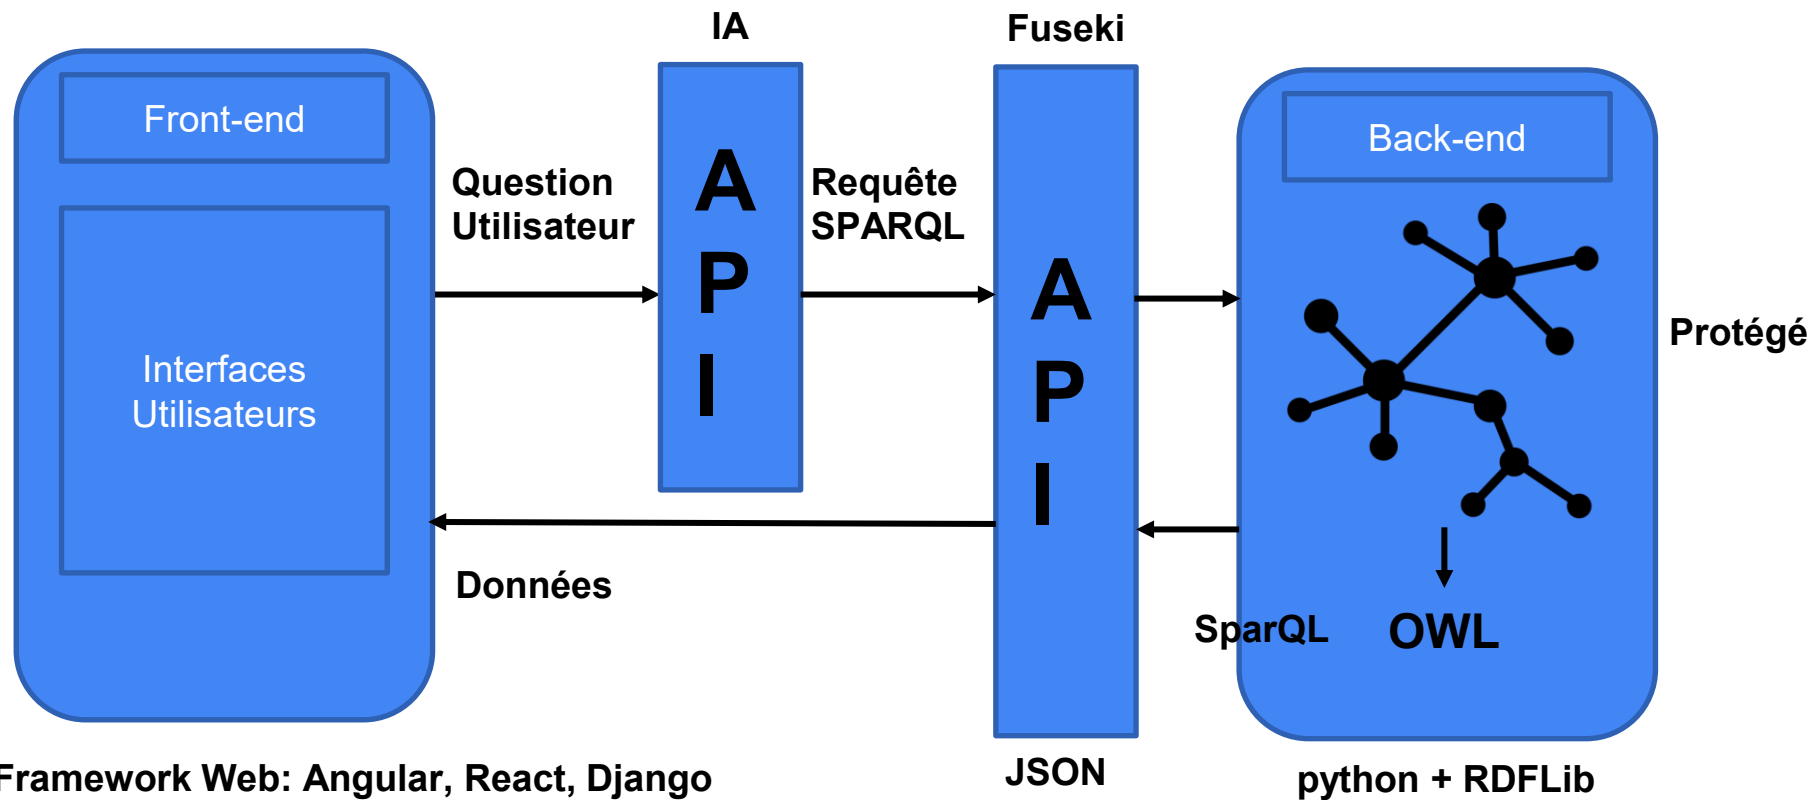 IA
Fuseki
Front-end
Back-end
Question
Utilisateur
A
P
I
Requête
SPARQL
A
P
I
Interfaces
Utilisateurs
Protégé
Données
SparQL
OWL
Framework Web: Angular, React, Django
JSON
python + RDFLib